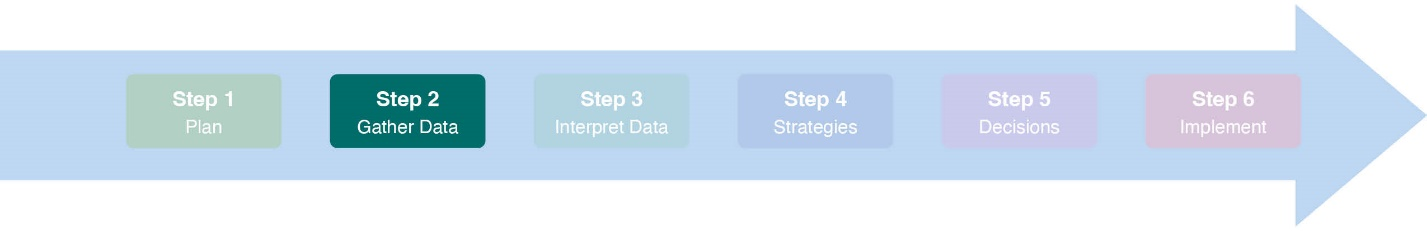 Step 1
Plan
Step 2
Gather Data
Step 3
Interpret Data
Step 4
Strategies
Step 5
Decisions
Step 6
Implement